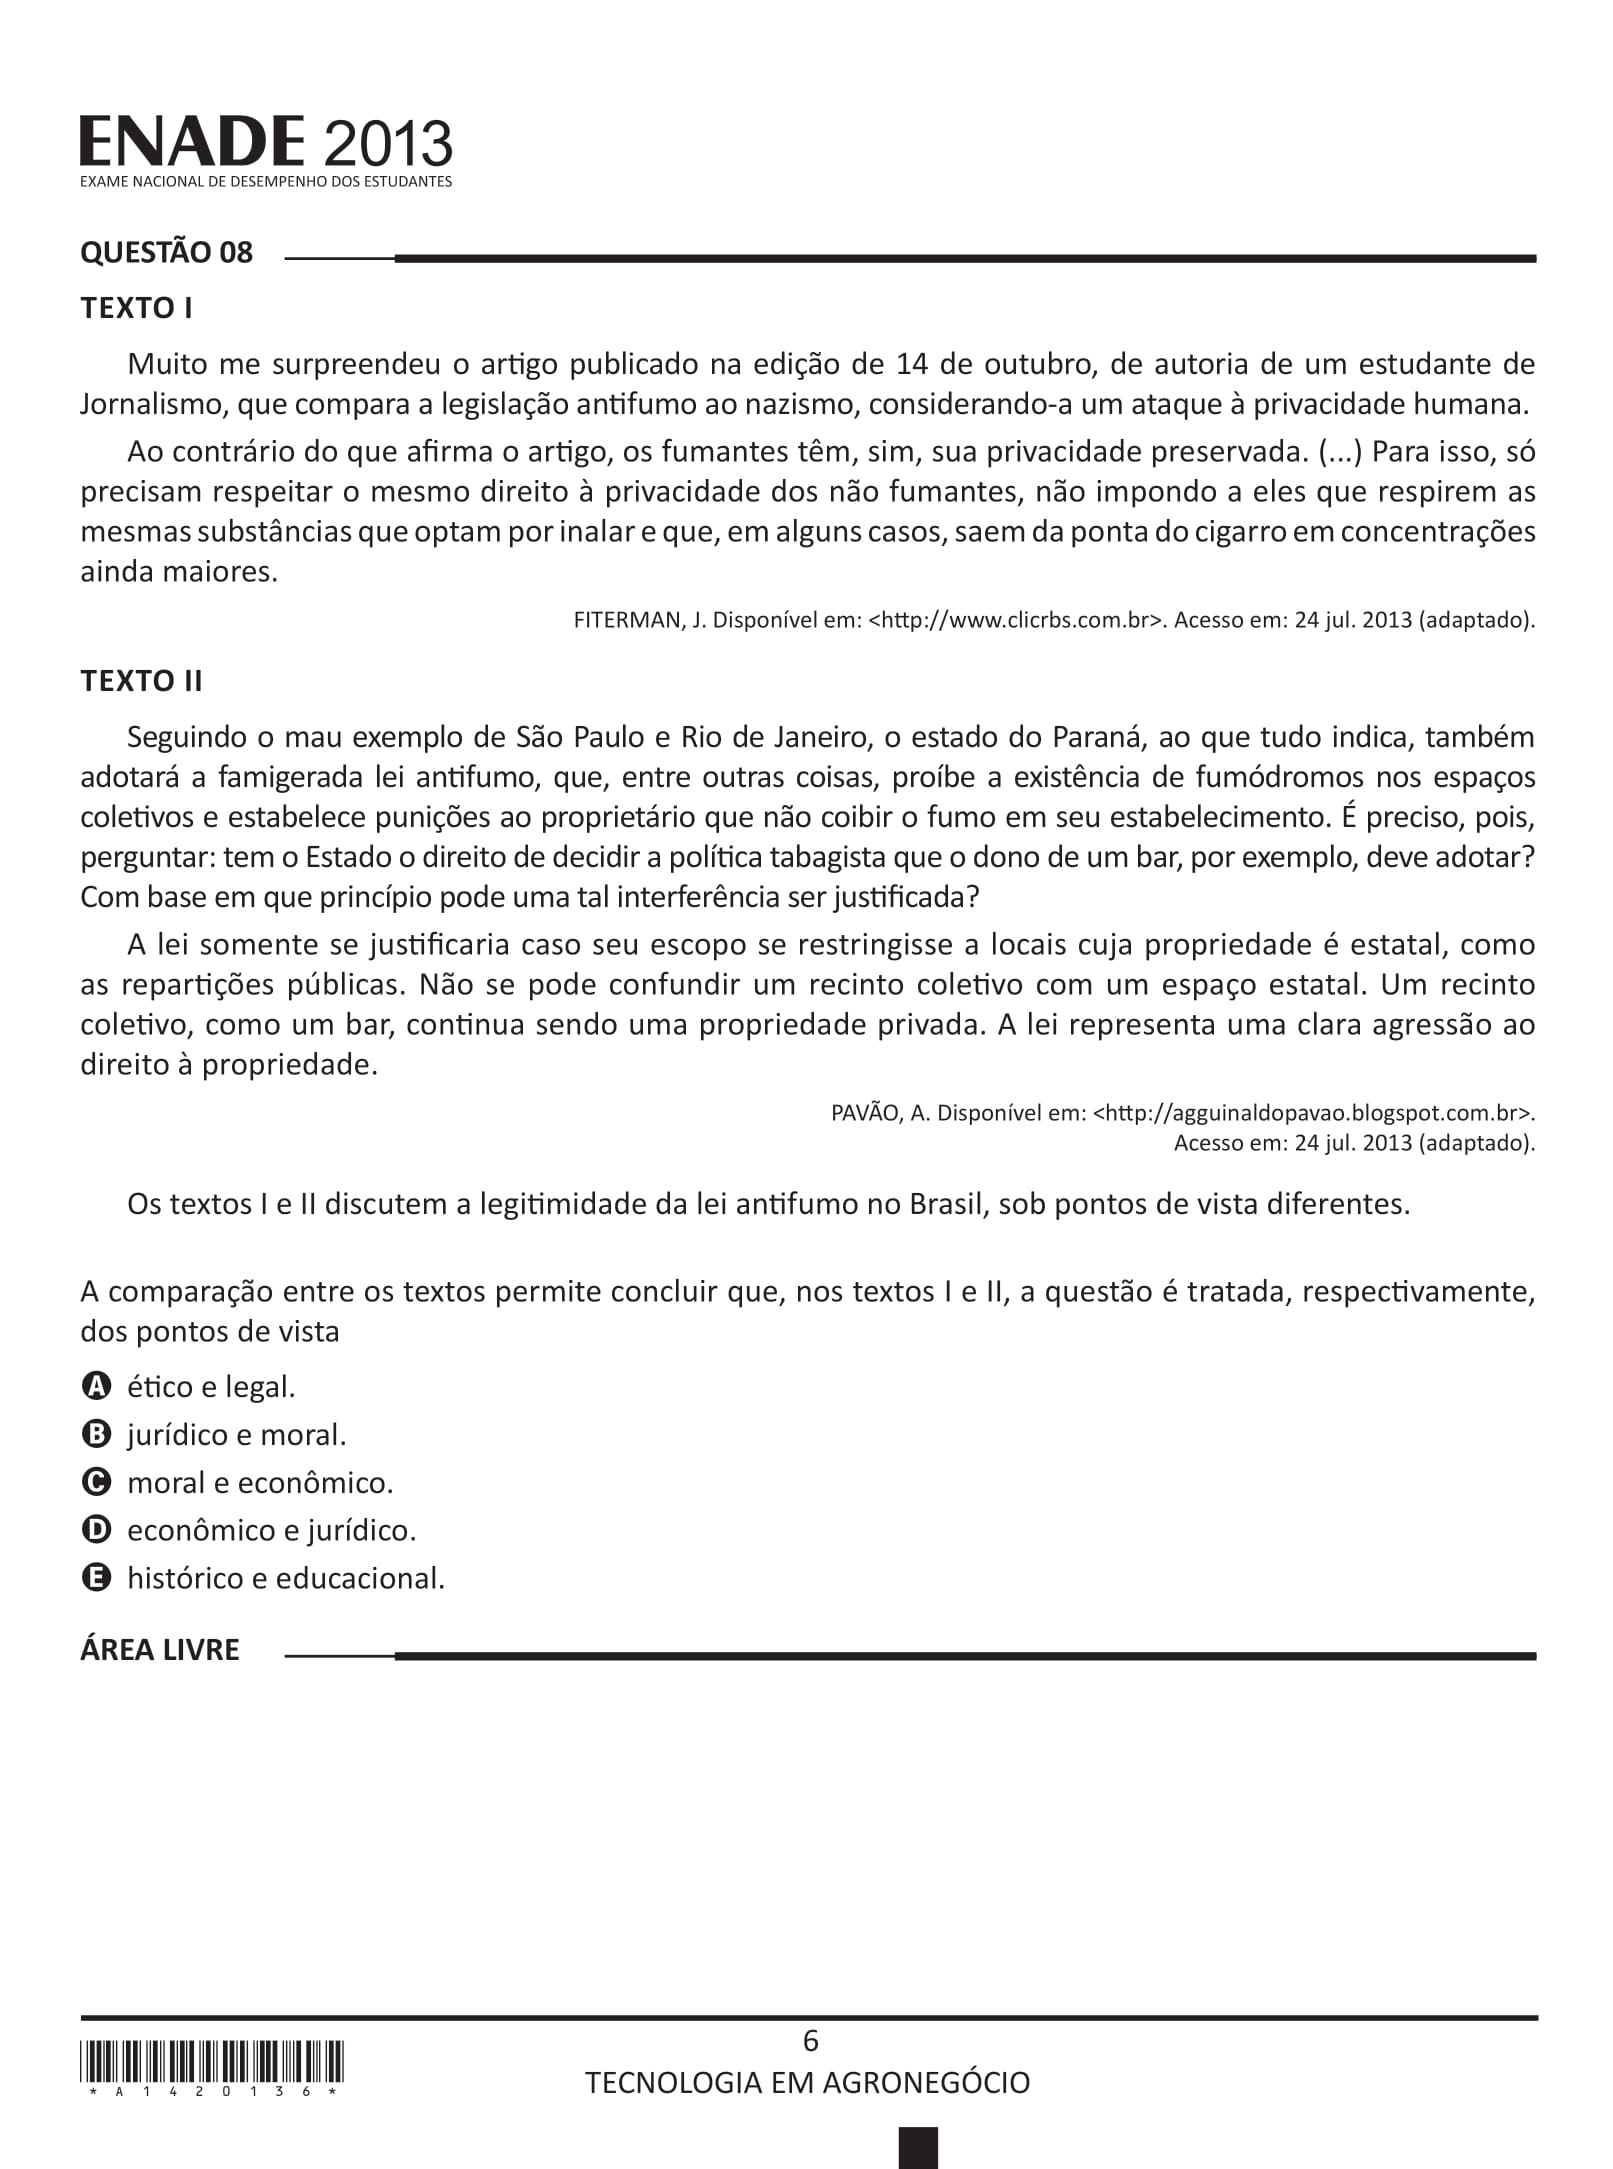 ENADE 2013
EXAME NACIONAL DE DESEMPENHO DOS ESTUDANTES
QUESTÃO 08
TEXTO I
Muito me surpreendeu o artigo publicado na edição de 14 de outubro, de autoria de um estudante de
Jornalismo, que compara a legislação antifumo ao nazismo, considerando-a um ataque à privacidade humana.
Ao contrário do que afirma o artigo, os fumantes têm, sim, sua privacidade preservada. (...) Para isso, só
precisam respeitar o mesmo direito à privacidade dos não fumantes, não impondo a eles que respirem as
mesmas substâncias que optam por inalar e que, em alguns casos, saem da ponta do cigarro em concentrações
ainda maiores.
FITERMAN, J. Disponível em: <http://www.clicrbs.com.br>. Acesso em: 24 jul. 2013 (adaptado).
TEXTO II
Seguindo o mau exemplo de São Paulo e Rio de Janeiro, o estado do Paraná, ao que tudo indica, também
adotará a famigerada lei antifumo, que, entre outras coisas, proíbe a existência de fumódromos nos espaços
coletivos e estabelece punições ao proprietário que não coibir o fumo em seu estabelecimento. É preciso, pois,
perguntar: tem o Estado o direito de decidir a política tabagista que o dono de um bar, por exemplo, deve adotar?
Com base em que princípio pode uma tal interferência ser justificada?
A lei somente se justificaria caso seu escopo se restringisse a locais cuja propriedade é estatal, como
as repartições públicas. Não se pode confundir um recinto coletivo com um espaço estatal. Um recinto
coletivo, como um bar, continua sendo uma propriedade privada. A lei representa uma clara agressão ao
direito à propriedade.
PAVÃO, A. Disponível em: <http://agguinaldopavao.blogspot.com.br>.
Acesso em: 24 jul. 2013 (adaptado).
Os textos I e II discutem a legitimidade da lei antifumo no Brasil, sob pontos de vista diferentes.
A comparação entre os textos permite concluir que, nos textos I e II, a questão é tratada, respectivamente,
dos pontos de vista
A ético e legal.
B jurídico e moral.
C moral e econômico.
D econômico e jurídico.
E histórico e educacional.
ÁREA LIVRE
6
TECNOLOGIA EM AGRONEGÓCIO
* A 1 4 2 0 1 3 6 *